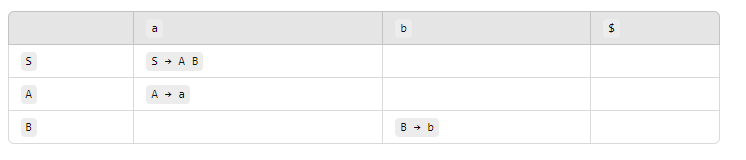 a b $
S S → A B
A A → a
B B → b